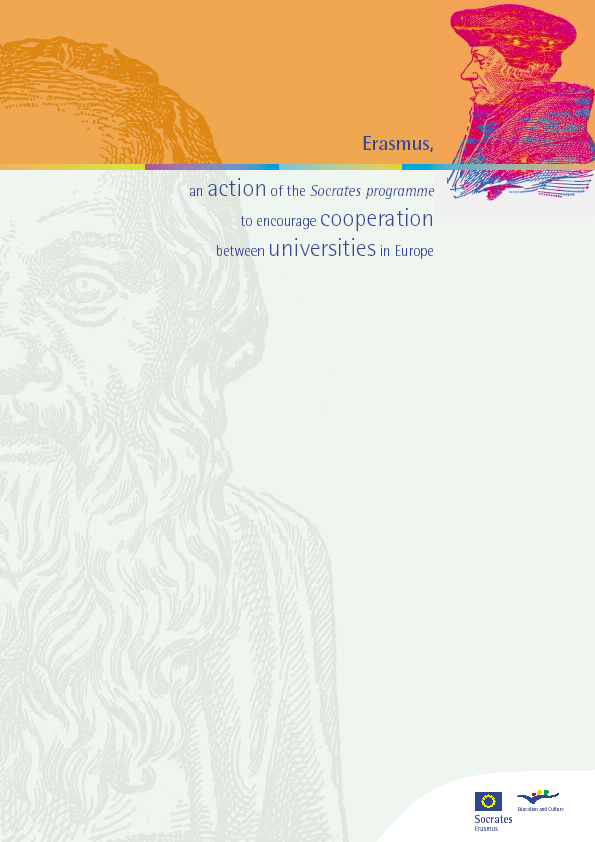 Erasmus,
an action of the Socrates programme
to encourage cooperation
between universities in Europe
Education and Culture
Socrates
Erasmus